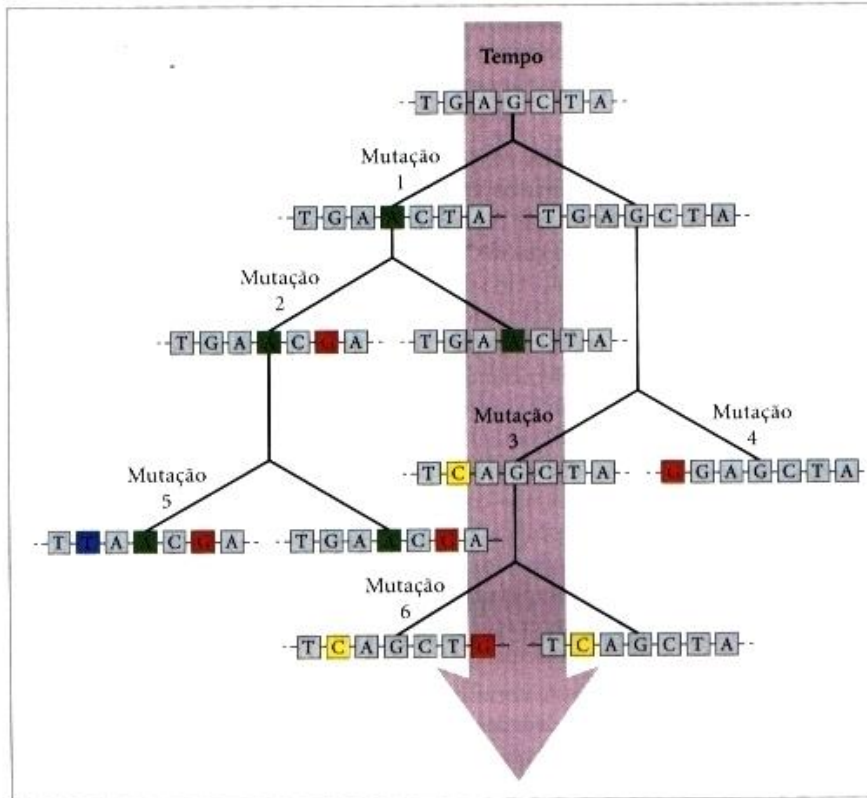 Tempo
T G A G C T A
Mutação
1
T G A A C T A
T G A G C T A
Mutação
2
T G A A C G A
T G A A C T A
Mutação
3
Mutação
4
T C A G C T A
G G A G C T A
Mutação
5
T T A A C G A
T G A A C G A
Mutação
6
T C A G C T G
T C A G C T A